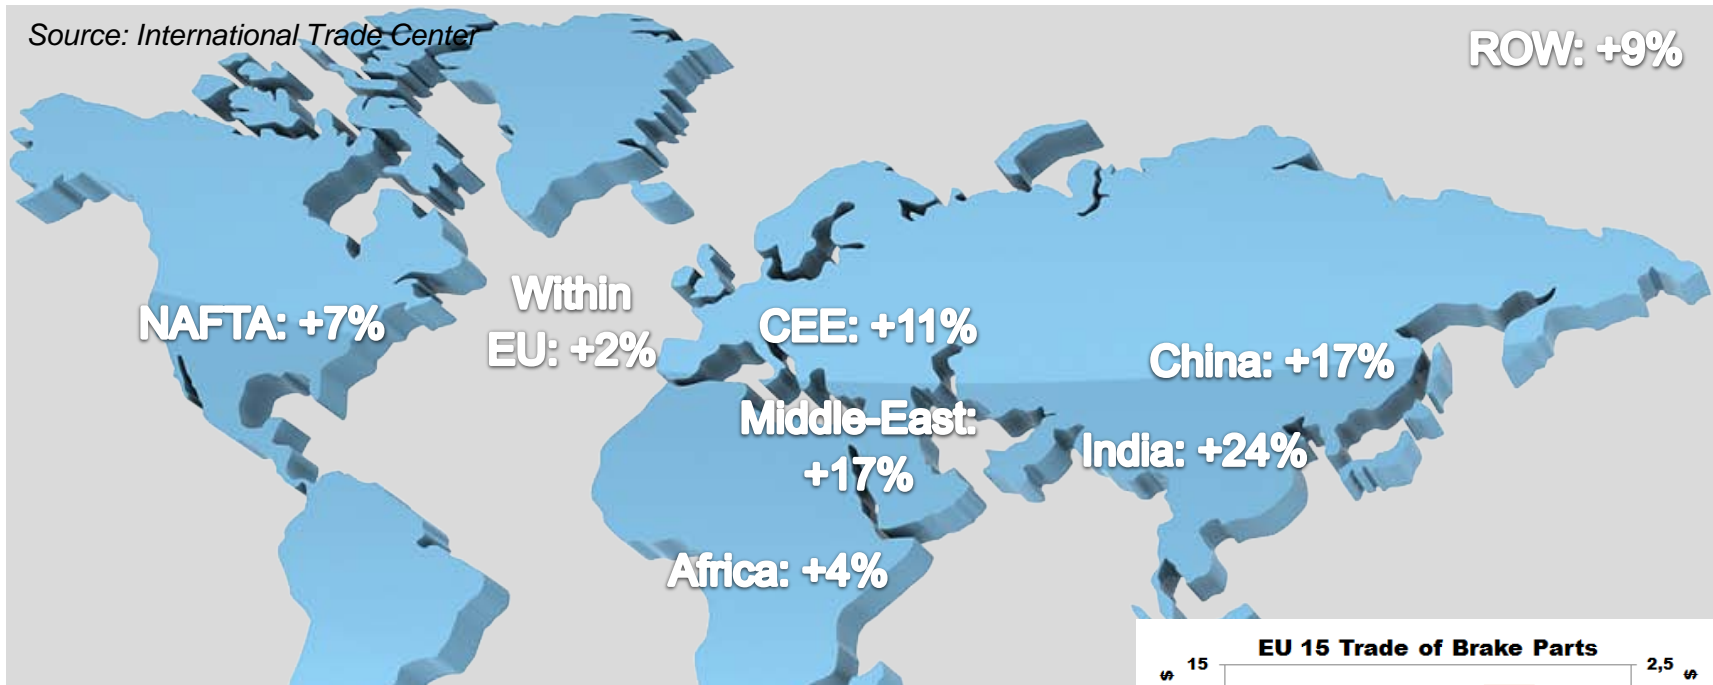 Source: International Trade Center
ROW: +9%
Within
EU: +2%
NAFTA: +7%
CEE: +11%
China: +17%
Middle-East:
+17%
India: +24%
Africa: +4%
EU 15 Trade of Brake Parts
$ 15
2,5 $